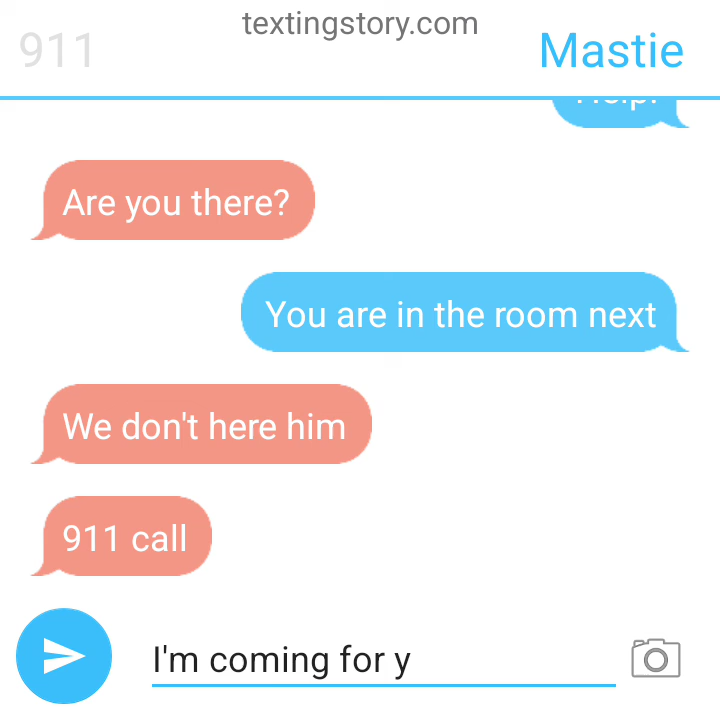 textingstory.com
911
Mastie
Are you there?
You are in the room next
We don't here him
911 call
I'm coming for y